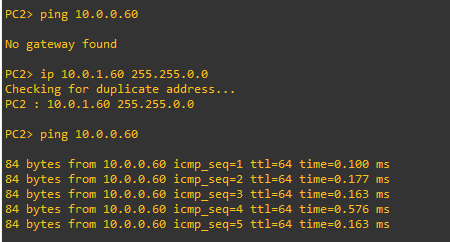 PC2> ping 10.0.0.60
No gateway found
PC2> ip 10.0.1.60 255.255.0.0
Checking for duplicate address...
PC2 : 10.0.1.60 255.255.0.0
PC2> ping 10.0.0.60
84 bytes from 10.0.0.60 icmp_seq=1 ttl=64 time=0.100 ms
84 bytes from 10.0.0.60 icmp_seq=2 ttl=64 time=0.177 ms
84 bytes from 10.0.0.60 icmp_seq=3 ttl=64 time=0.163 ms
84 bytes from 10.0.0.60 icmp_seq=4 ttl=64 time=0.576 ms
84 bytes from 10.0.0.60 icmp_seq=5 ttl=64 time=0.163 ms